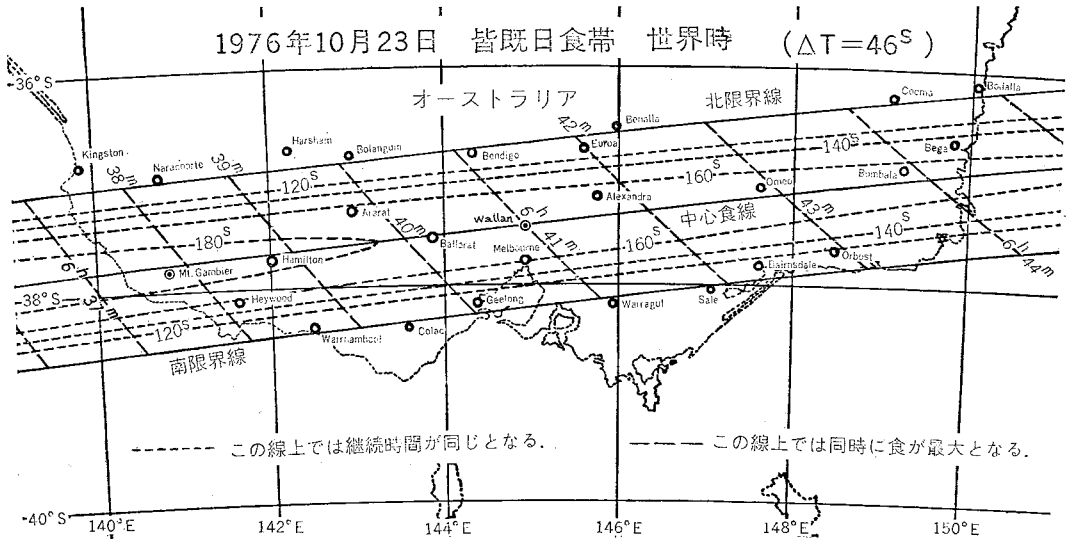 1976年10月23日 皆既日食帯 世界時 (ΔT=46ˢ)
36°S
オーストラリア
北限界線
Cooma
Bodalla
Benalla
42ᵐ
Harsham
Balangum
Bendigo
Euroa
140ˢ
Bega
Kingston
Naracoorte
38ᵐ
39ᵐ
120ˢ
160ˢ
Omeo
Bombala
Ararat
Alexandra
40ᵐ
Wallan
6ʰ
41ᵐ
中心食線
43ᵐ
140ˢ
180ˢ
Ballarat
160ˢ
Melbourne
Mt. Gambier
Hamilton
Bairnsdale
Orbost
6ʰ
44ᵐ
6ʰ
37ᵐ
38°S
Heywood
Geelong
Warragul
Sale
120ˢ
Warrnambool
Colac
南限界線
この線上では継続時間が同じとなる.
この線上では同時に食が最大となる.
40°S
140°E
142°E
144°E
146°E
148°E
150°E